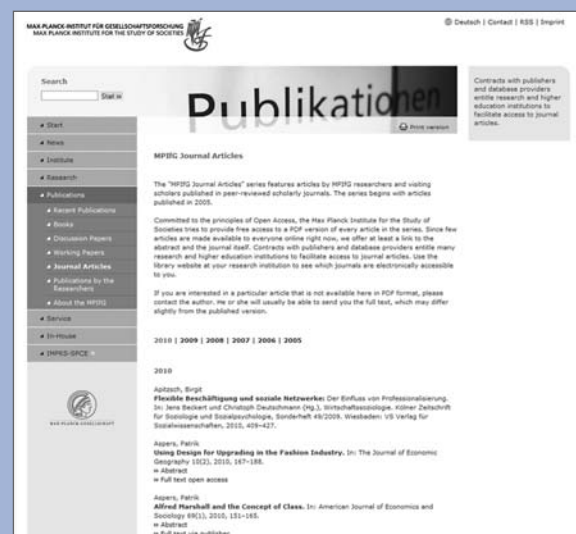 MAX-PLANCK-INSTITUT FÜR GESELLSCHAFTSFORSCHUNG
MAX PLANCK INSTITUTE FOR THE STUDY OF SOCIETIES
Deutsch | Contact | RSS | Imprint
Search
Start »
Publikationen
Print version
Contracts with publishers
and database providers
entitle research and higher
education institutions to
facilitate access to journal
articles.
Start
News
Institute
Research
Publications
Recent Publications
Books
Discussion Papers
Working Papers
Journal Articles
Publications by the
Researchers
About the MPIfG
Service
In-House
IMPRS-SPCE
MAX-PLANCK-GESELLSCHAFT
MPIfG Journal Articles
The "MPIfG Journal Articles" series features articles by MPIfG researchers and visiting
scholars published in peer-reviewed scholarly journals. The series begins with articles
published in 2005.
Committed to the principles of Open Access, the Max Planck Institute for the Study of
Societies tries to provide free access to a PDF version of every article in the series. Since few
articles are made available to everyone online right now, we offer at least a link to the
abstract and the journal itself. Contracts with publishers and database providers entitle many
research and higher education institutions to facilitate access to journal articles. Use the
library website at your research institution to see which journals are electronically accessible
to you.
If you are interested in a particular article that is not available here in PDF format, please
contact the author. He or she will usually be able to send you the full text, which may differ
slightly from the published version.
2010 | 2009 | 2008 | 2007 | 2006 | 2005
2010
Apitzsch, Birgit
Flexible Beschäftigung und soziale Netzwerke: Der Einfluss von Professionalisierung.
In: Jens Beckert und Christoph Deutschmann (Hg.), Wirtschaftssoziologie. Kölner Zeitschrift
für Soziologie und Sozialpsychologie, Sonderheft 49/2009. Wiesbaden: VS Verlag für
Sozialwissenschaften, 2010, 409–427.
Aspers, Patrik
Using Design for Upgrading in the Fashion Industry. In: The Journal of Economic
Geography 10(2), 2010, 167–188.
» Abstract
» Full text open access
Aspers, Patrik
Alfred Marshall and the Concept of Class. In: American Journal of Economics and
Sociology 69(1), 2010, 151–165.
» Abstract
» Full text via publisher